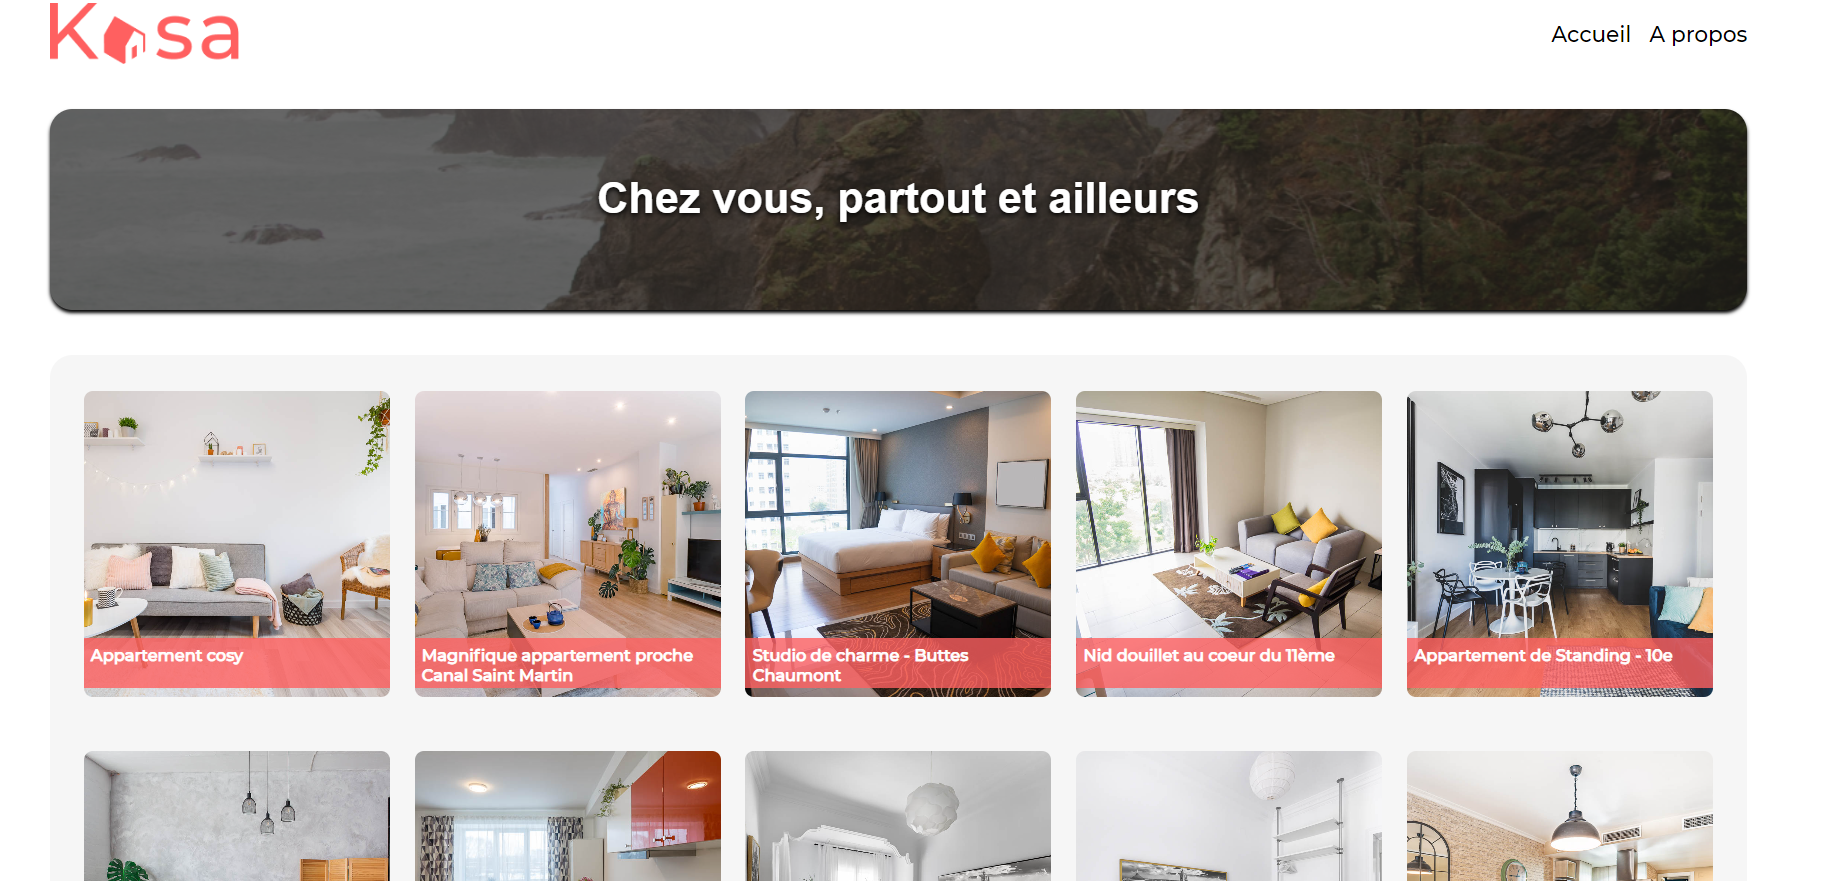 Kasa
Accueil A propos
Chez vous, partout et ailleurs
Appartement cosy
Magnifique appartement proche
Canal Saint Martin
Studio de charme - Buttes
Chaumont
Nid douillet au coeur du 11ème
Appartement de Standing - 10e